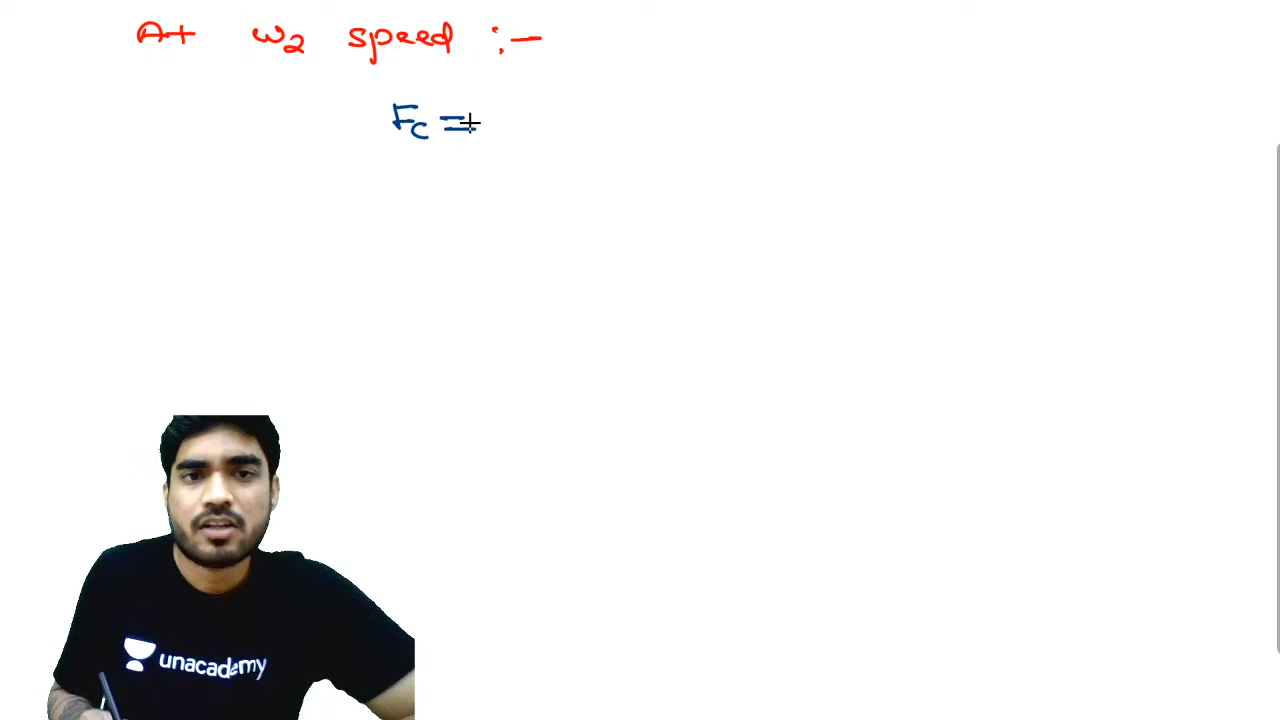 At ω2 speed :-
Fc =
unacademy